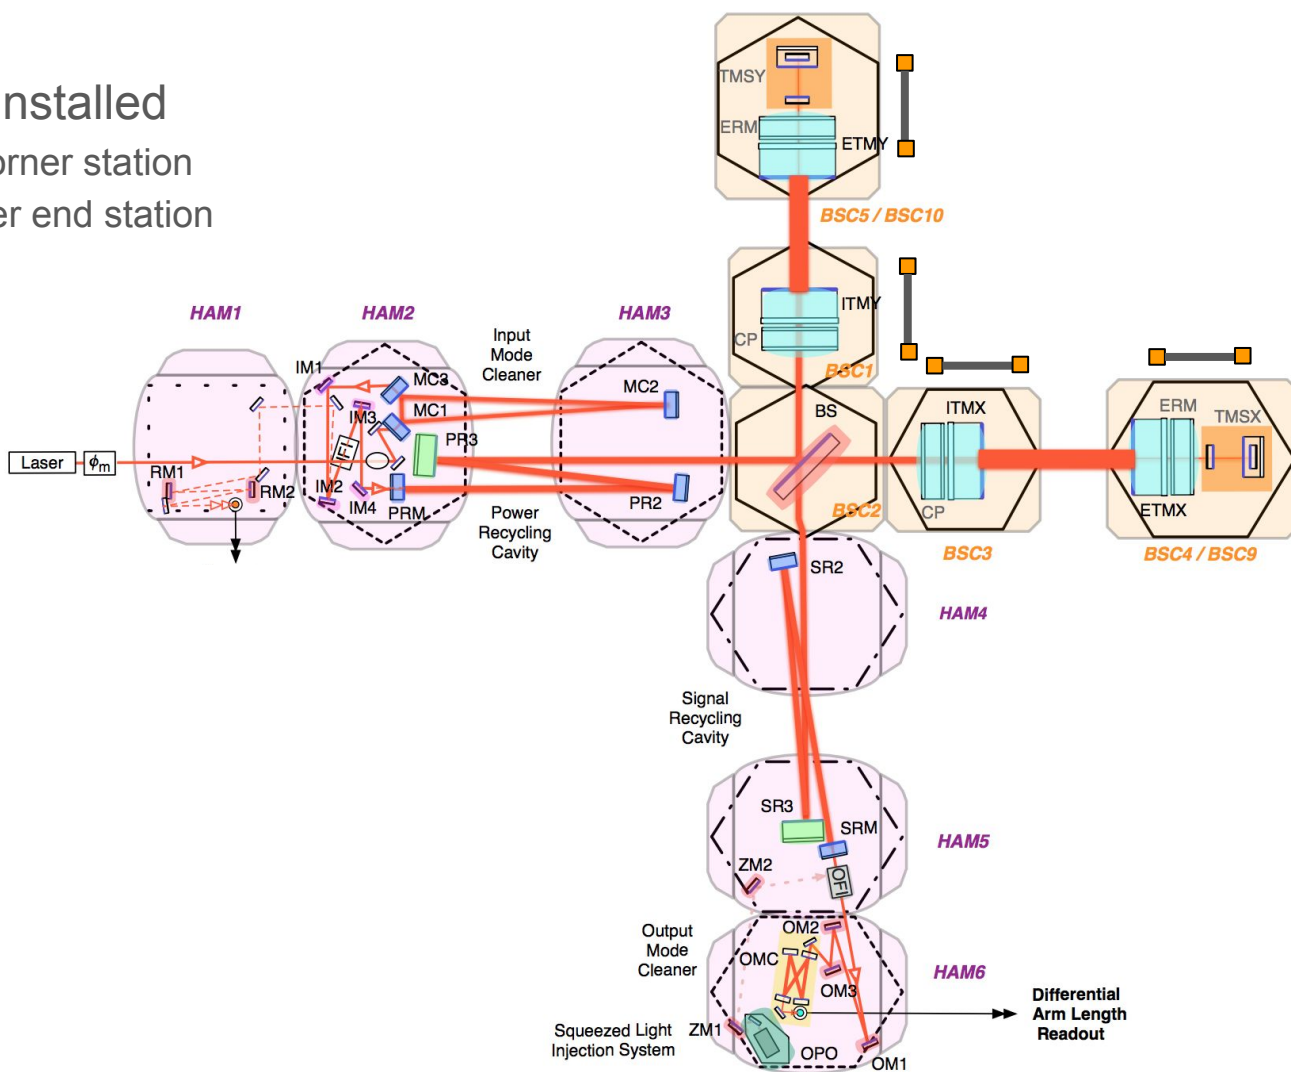 nstalled
orner station
er end station
TMSY
ERM
ETMY
BSC5 / BSC10
HAM1
HAM2
HAM3
Input
Mode
Cleaner
ITMY
CP
BSC1
IM1
MC3
MC1
IM3
MC2
BS
ITMX
ERM
TMSX
Laser
ϕm
IFI
PR3
RM1
RM2
IM2
IM4
PRM
PR2
BSC2
CP
ETMX
Power
Recycling
Cavity
BSC3
BSC4 / BSC9
SR2
HAM4
Signal
Recycling
Cavity
SR3
SRM
HAM5
ZM2
OFI
Output
Mode
Cleaner
OM2
OMC
OM3
HAM6
Differential
Arm Length
Readout
Squeezed Light
Injection System
ZM1
OPO
OM1